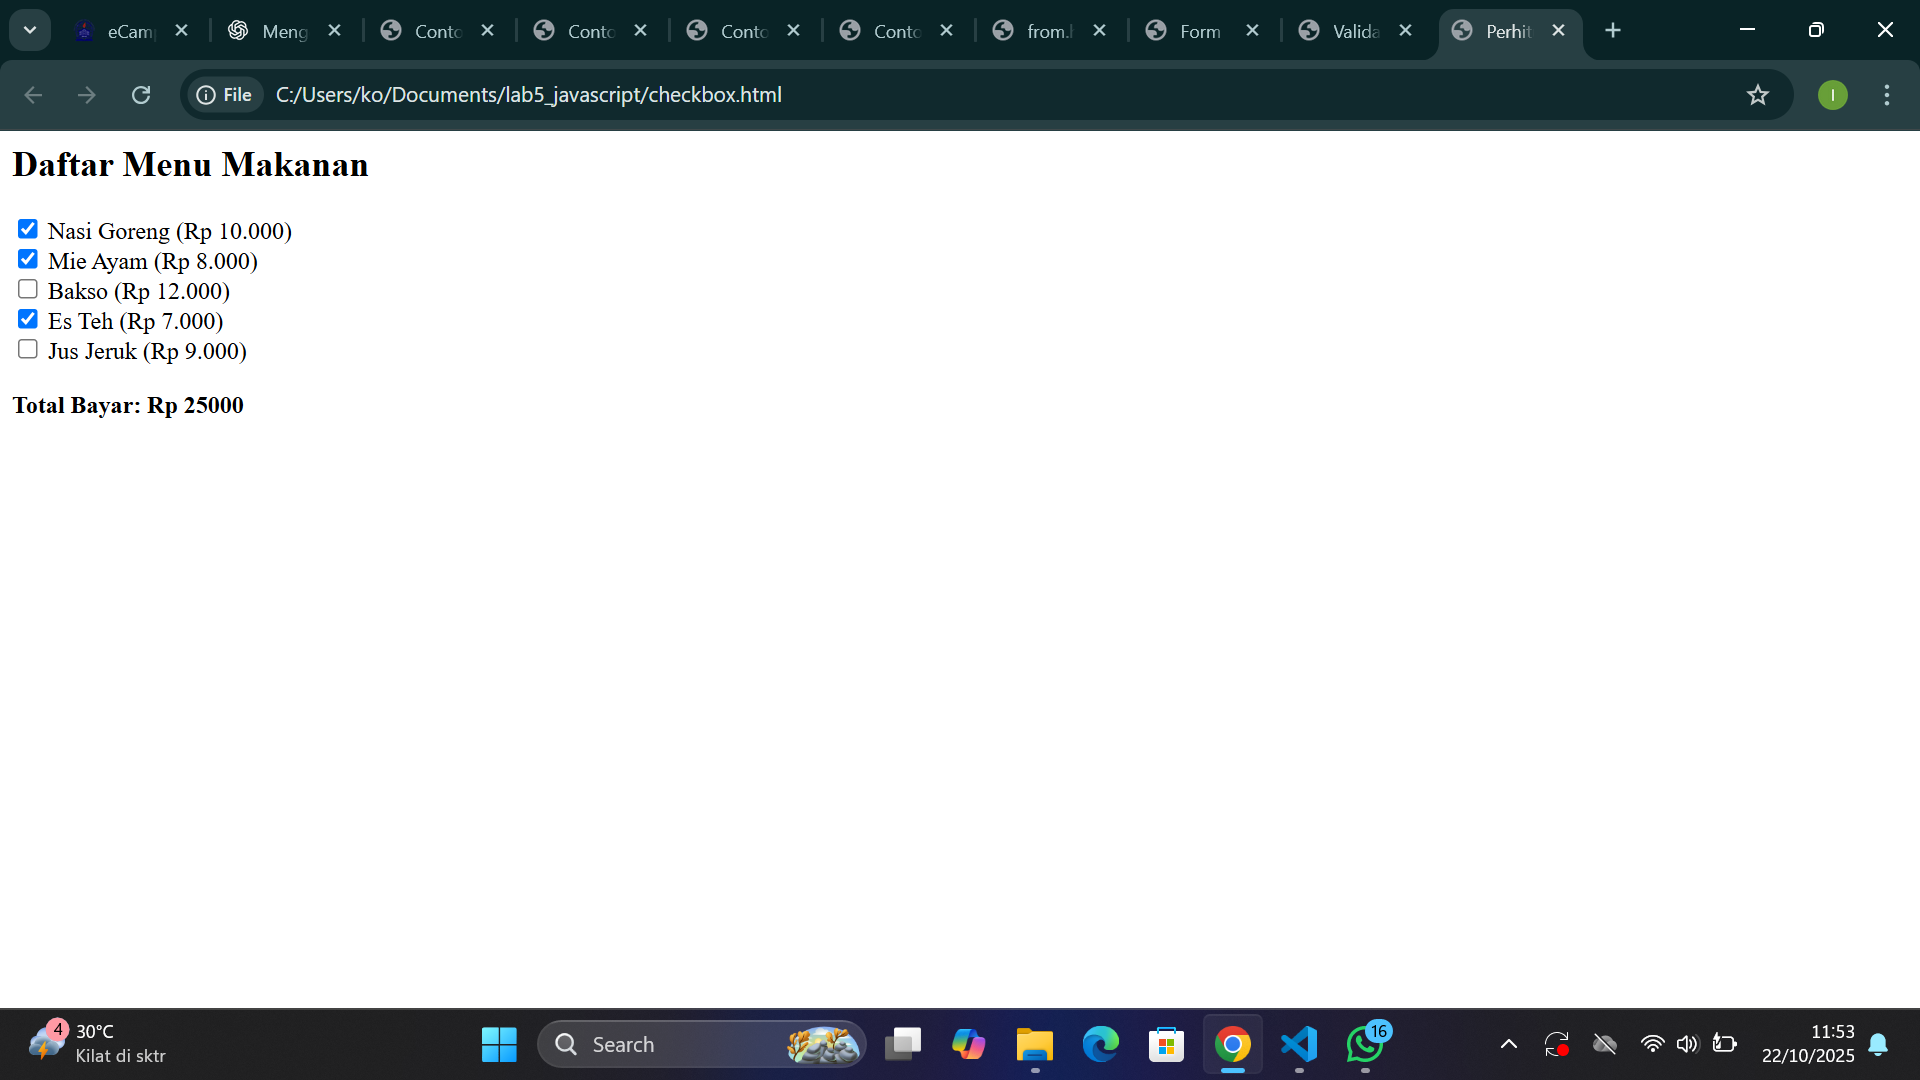 eCam
Meng
Conto
Conto
Conto
Conto
from.h
Form
Valida
Perhit
File
C:/Users/ko/Documents/lab5_javascript/checkbox.html
I
Daftar Menu Makanan
Nasi Goreng (Rp 10.000)
Mie Ayam (Rp 8.000)
Bakso (Rp 12.000)
Es Teh (Rp 7.000)
Jus Jeruk (Rp 9.000)
Total Bayar: Rp 25000
4
30°C
Kilat di sktr
Search
16
11:53
22/10/2025